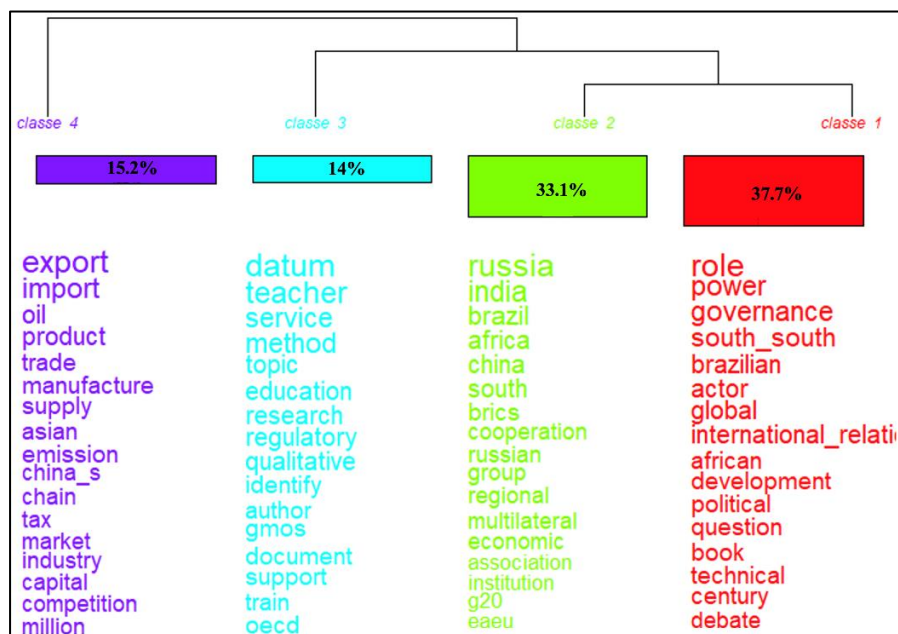 classe 4
classe 3
classe 2
classe 1
15.2%
14%
33.1%
37.7%
export
import
oil
product
trade
manufacture
supply
asian
emission
china_s
chain
tax
market
industry
capital
competition
million
datum
teacher
service
method
topic
education
research
regulatory
qualitative
identify
author
gmos
document
support
train
oecd
russia
india
brazil
africa
china
south
brics
cooperation
russian
group
regional
multilateral
economic
association
institution
g20
eaeu
role
power
governance
south_south
brazilian
actor
global
international_relati
african
development
political
question
book
technical
century
debate